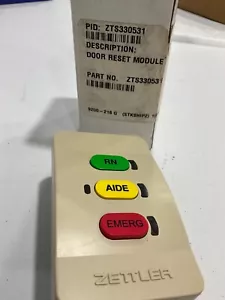 PID: ZTS330531
DESCRIPTION:
DOOR RESET MODULE
PART NO. ZTS33053
RN
AIDE
EMERG
ZETTLER